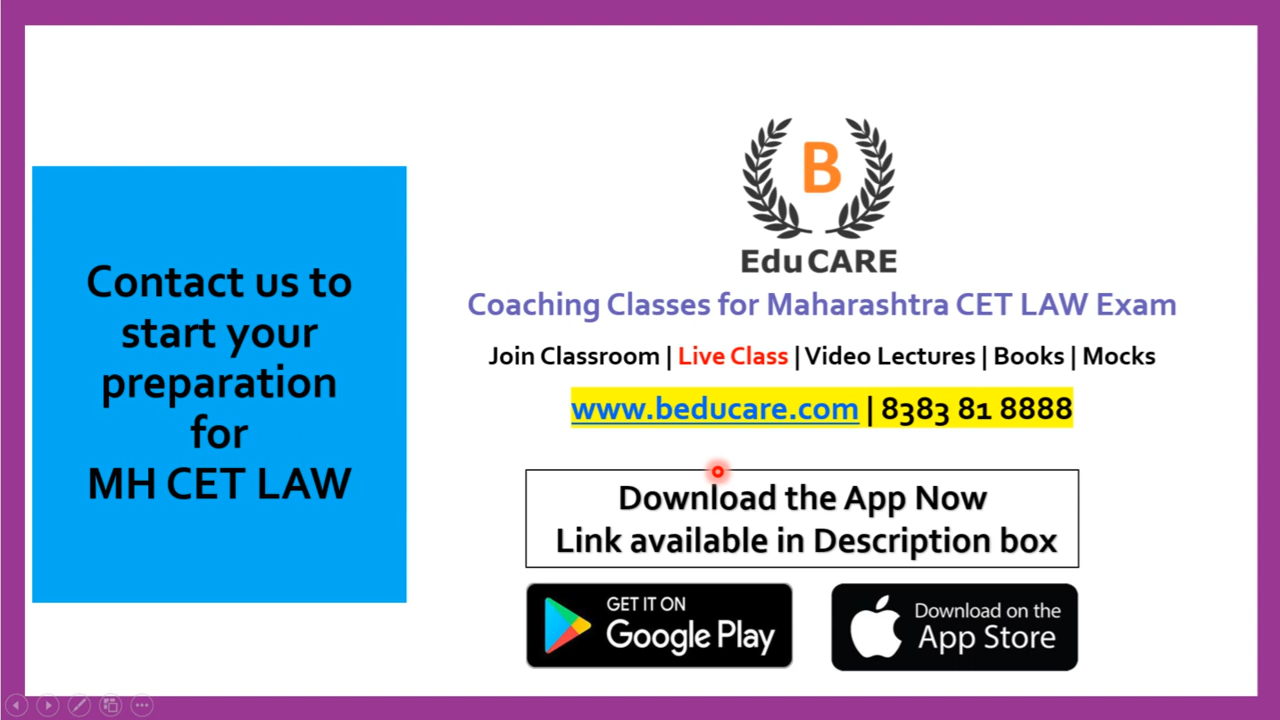 Contact us to
start your
preparation
for
MH CET LAW
B
EduCARE
Coaching Classes for Maharashtra CET LAW Exam
Join Classroom | Live Class | Video Lectures | Books | Mocks
www.beducare.com | 8383 81 8888
Download the App Now
Link available in Description box
GET IT ON
Google Play
Download on the
App Store